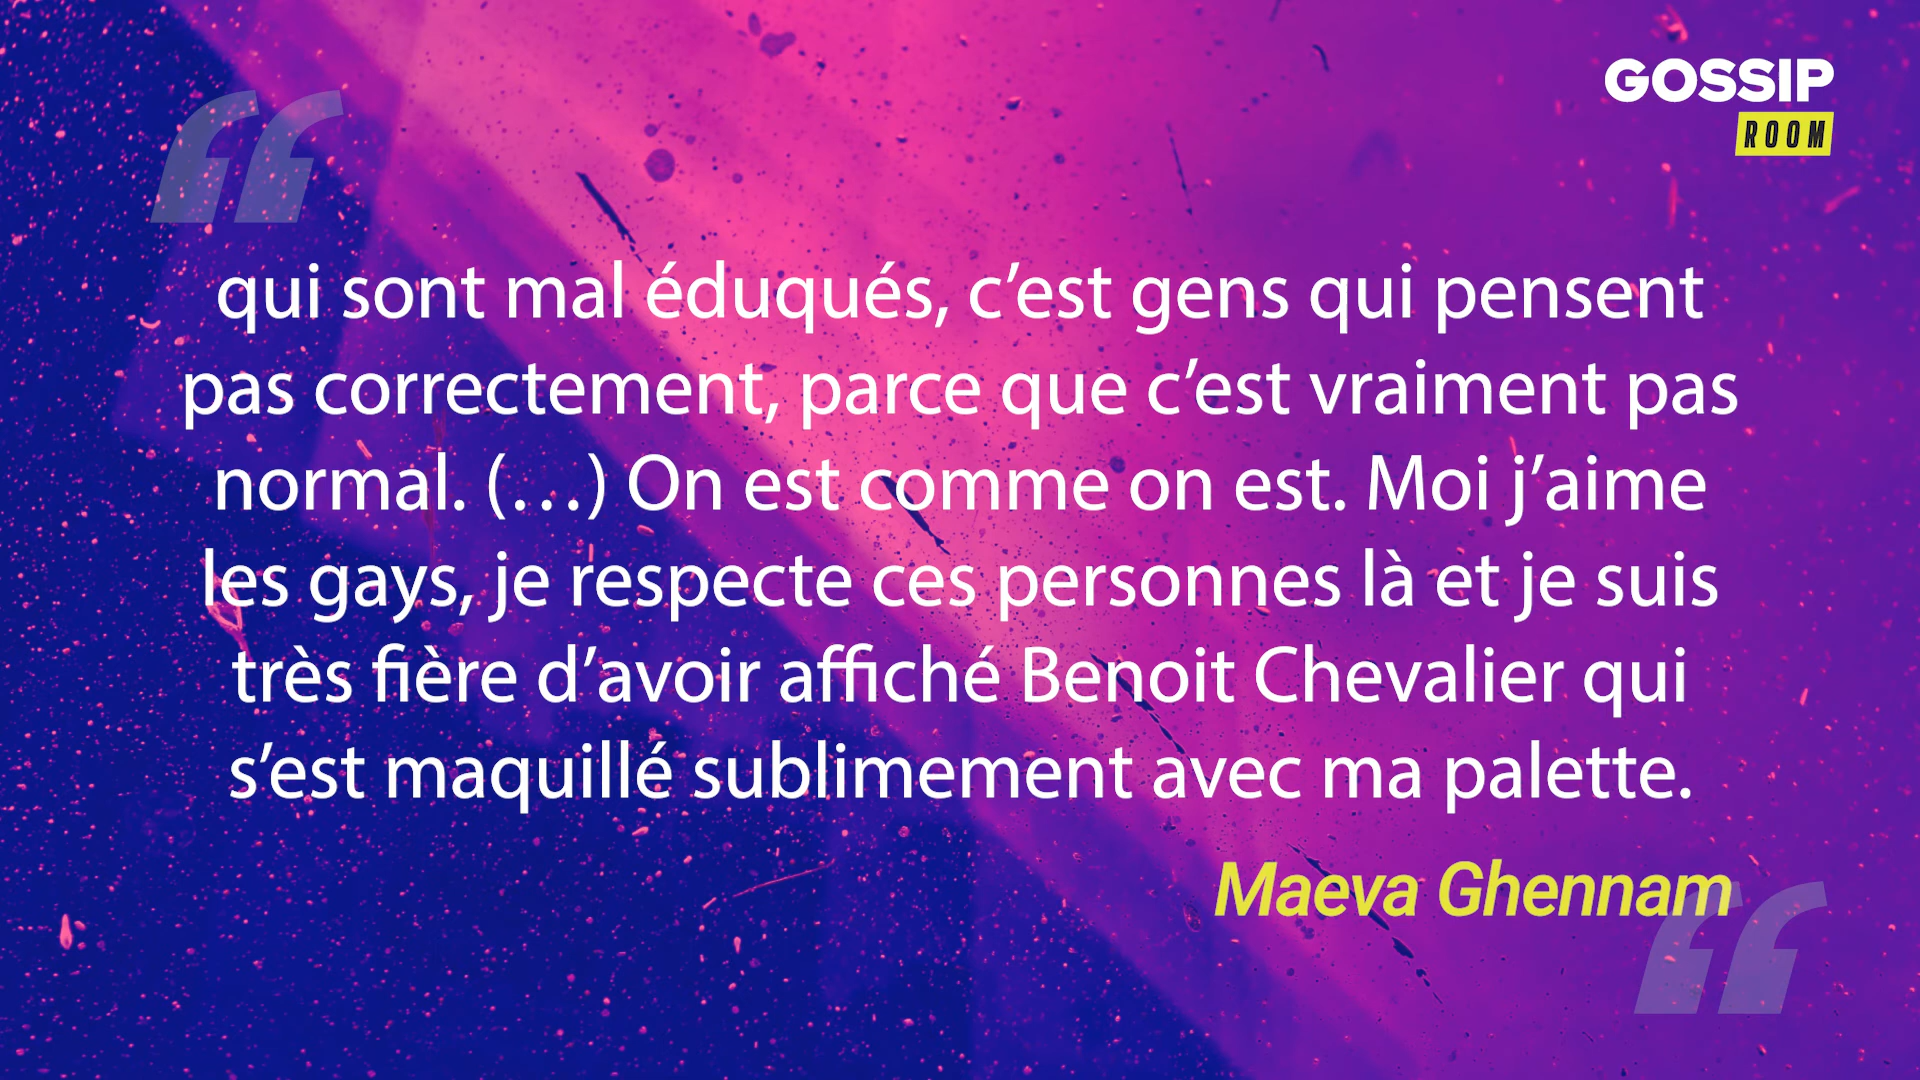 GOSSIP
ROOM
qui sont mal éduqués, c’est gens qui pensent
pas correctement, parce que c’est vraiment pas
normal. (…) On est comme on est. Moi j’aime
les gays, je respecte ces personnes là et je suis
très fière d’avoir affiché Benoit Chevalier qui
s’est maquillé sublimement avec ma palette.
Maeva Ghennam